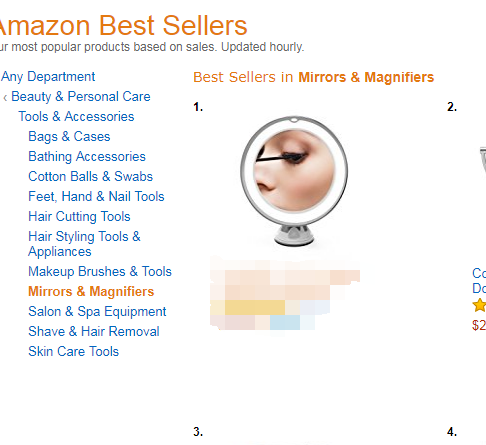 Amazon Best Sellers
ur most popular products based on sales. Updated hourly.
Any Department
‹ Beauty & Personal Care
Tools & Accessories
Bags & Cases
Bathing Accessories
Cotton Balls & Swabs
Feet, Hand & Nail Tools
Hair Cutting Tools
Hair Styling Tools &
Appliances
Makeup Brushes & Tools
Mirrors & Magnifiers
Salon & Spa Equipment
Shave & Hair Removal
Skin Care Tools
Best Sellers in Mirrors & Magnifiers
1.
2.
Co
Do
$2
3.
4.